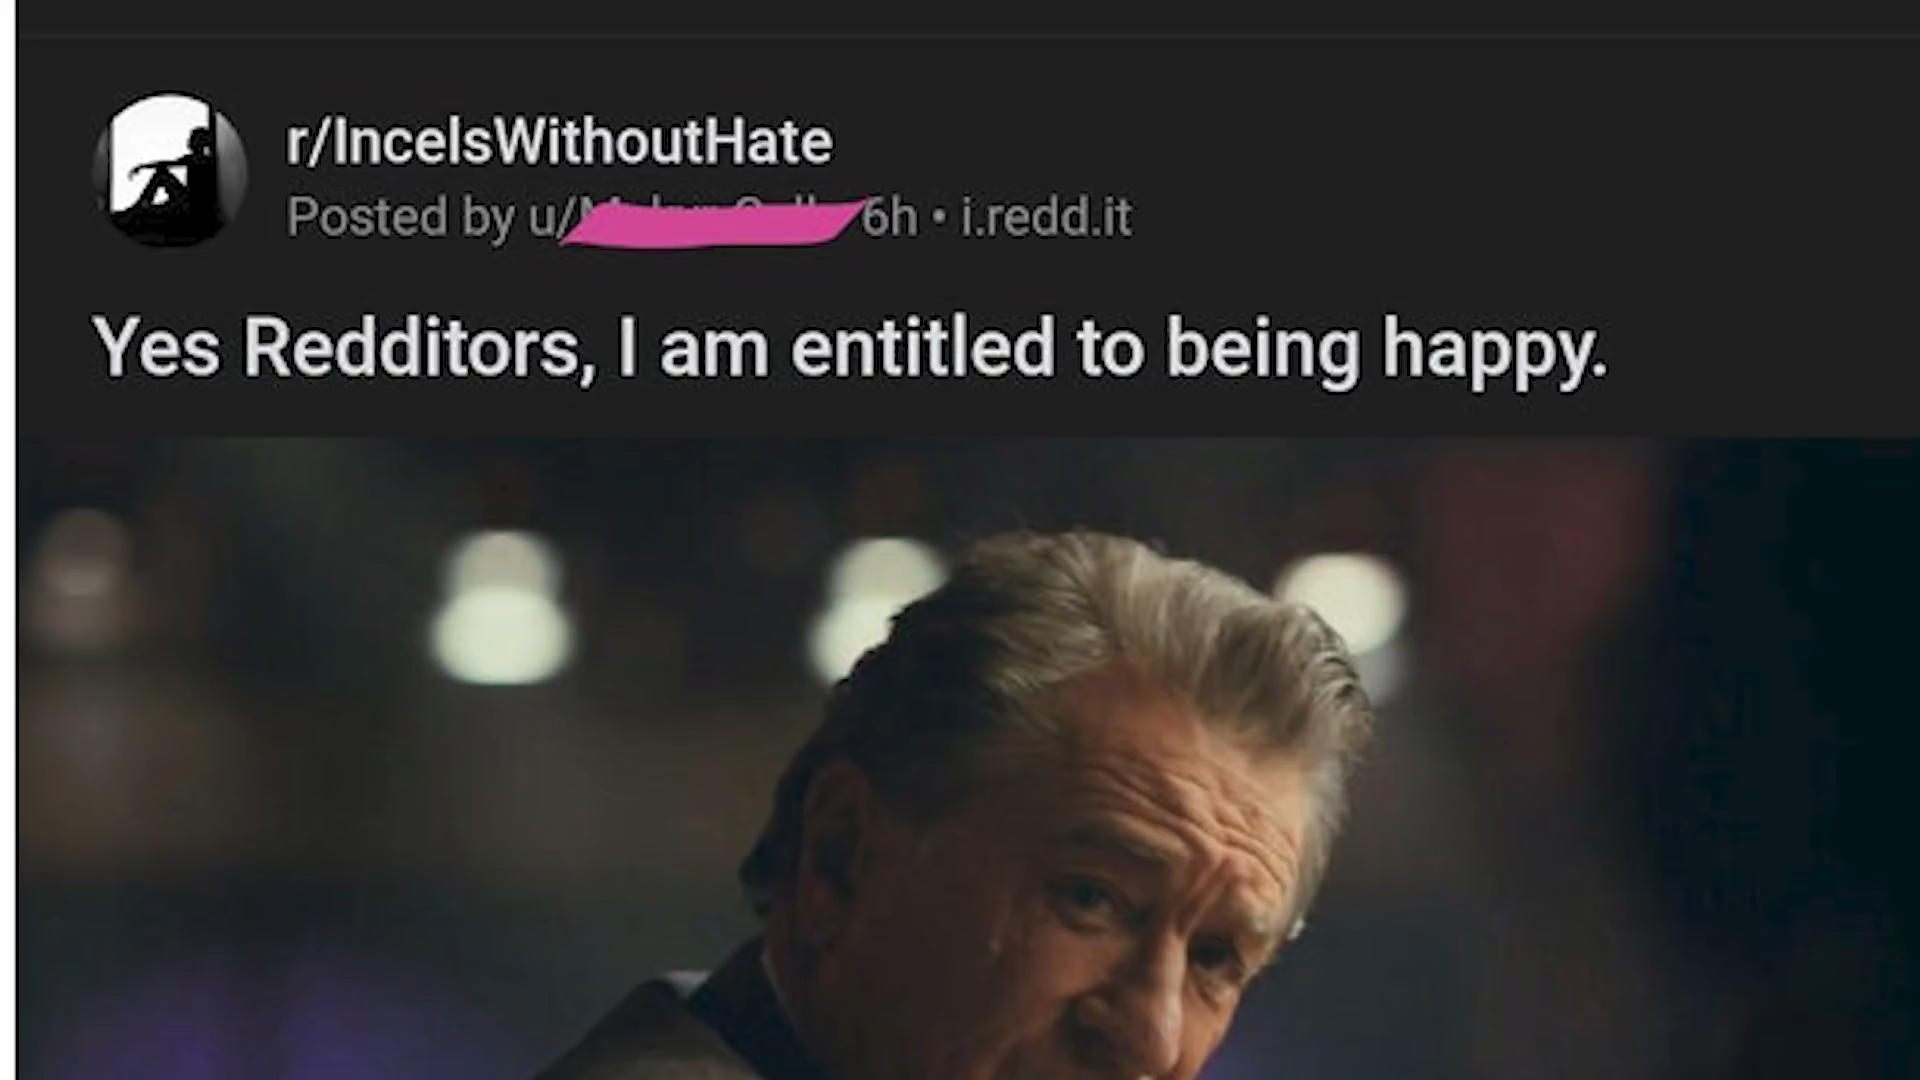 r/IncelsWithoutHate
Posted by u/ 6h • i.redd.it
Yes Redditors, I am entitled to being happy.